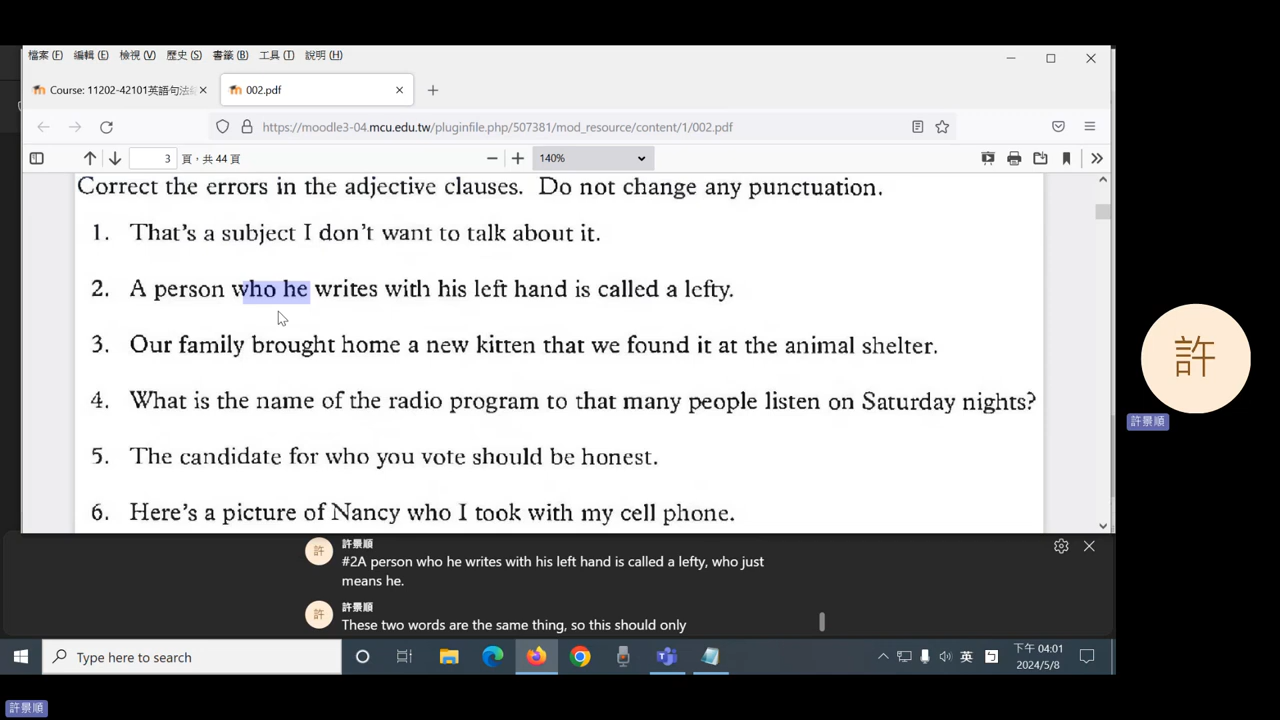 檔案 (F) 編輯 (E) 檢視 (V) 歷史 (S) 書籤 (B) 工具 (T) 說明 (H)
Course: 11202-42101英語句法 002.pdf
https://moodle3-04.mcu.edu.tw/pluginfile.php/507381/mod_resource/content/1/002.pdf
3 頁，共 44 頁 140%
Correct the errors in the adjective clauses. Do not change any punctuation.
1. That's a subject I don't want to talk about it.
2. A person who he writes with his left hand is called a lefty.
3. Our family brought home a new kitten that we found it at the animal shelter.
4. What is the name of the radio program to that many people listen on Saturday nights?
5. The candidate for who you vote should be honest.
6. Here's a picture of Nancy who I took with my cell phone.
許
許景順
許 許景順
#2A person who he writes with his left hand is called a lefty, who just
means he.
許 許景順
These two words are the same thing, so this should only
Type here to search
英
下午 04:01
2024/5/8
許景順